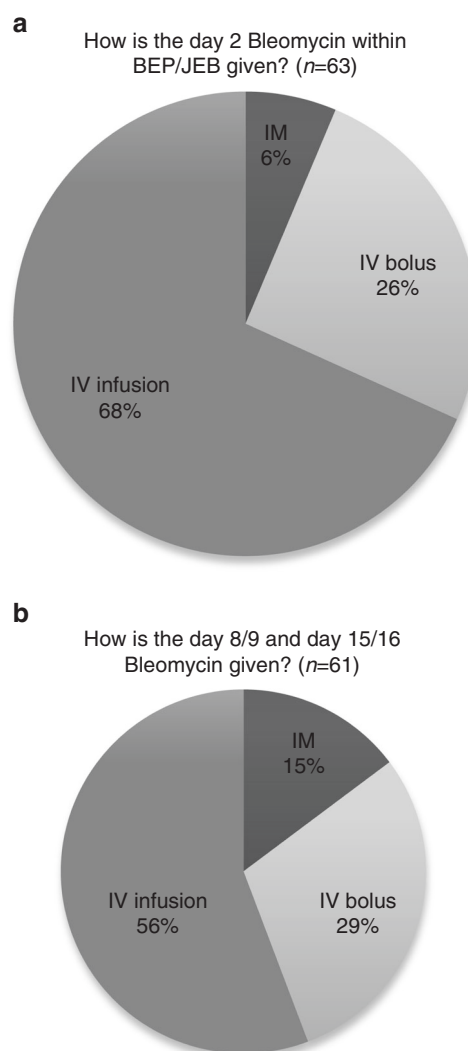 a
How is the day 2 Bleomycin within
BEP/JEB given? (n=63)
IM
6%
IV bolus
26%
IV infusion
68%
b
How is the day 8/9 and day 15/16
Bleomycin given? (n=61)
IM
15%
IV infusion
56%
IV bolus
29%